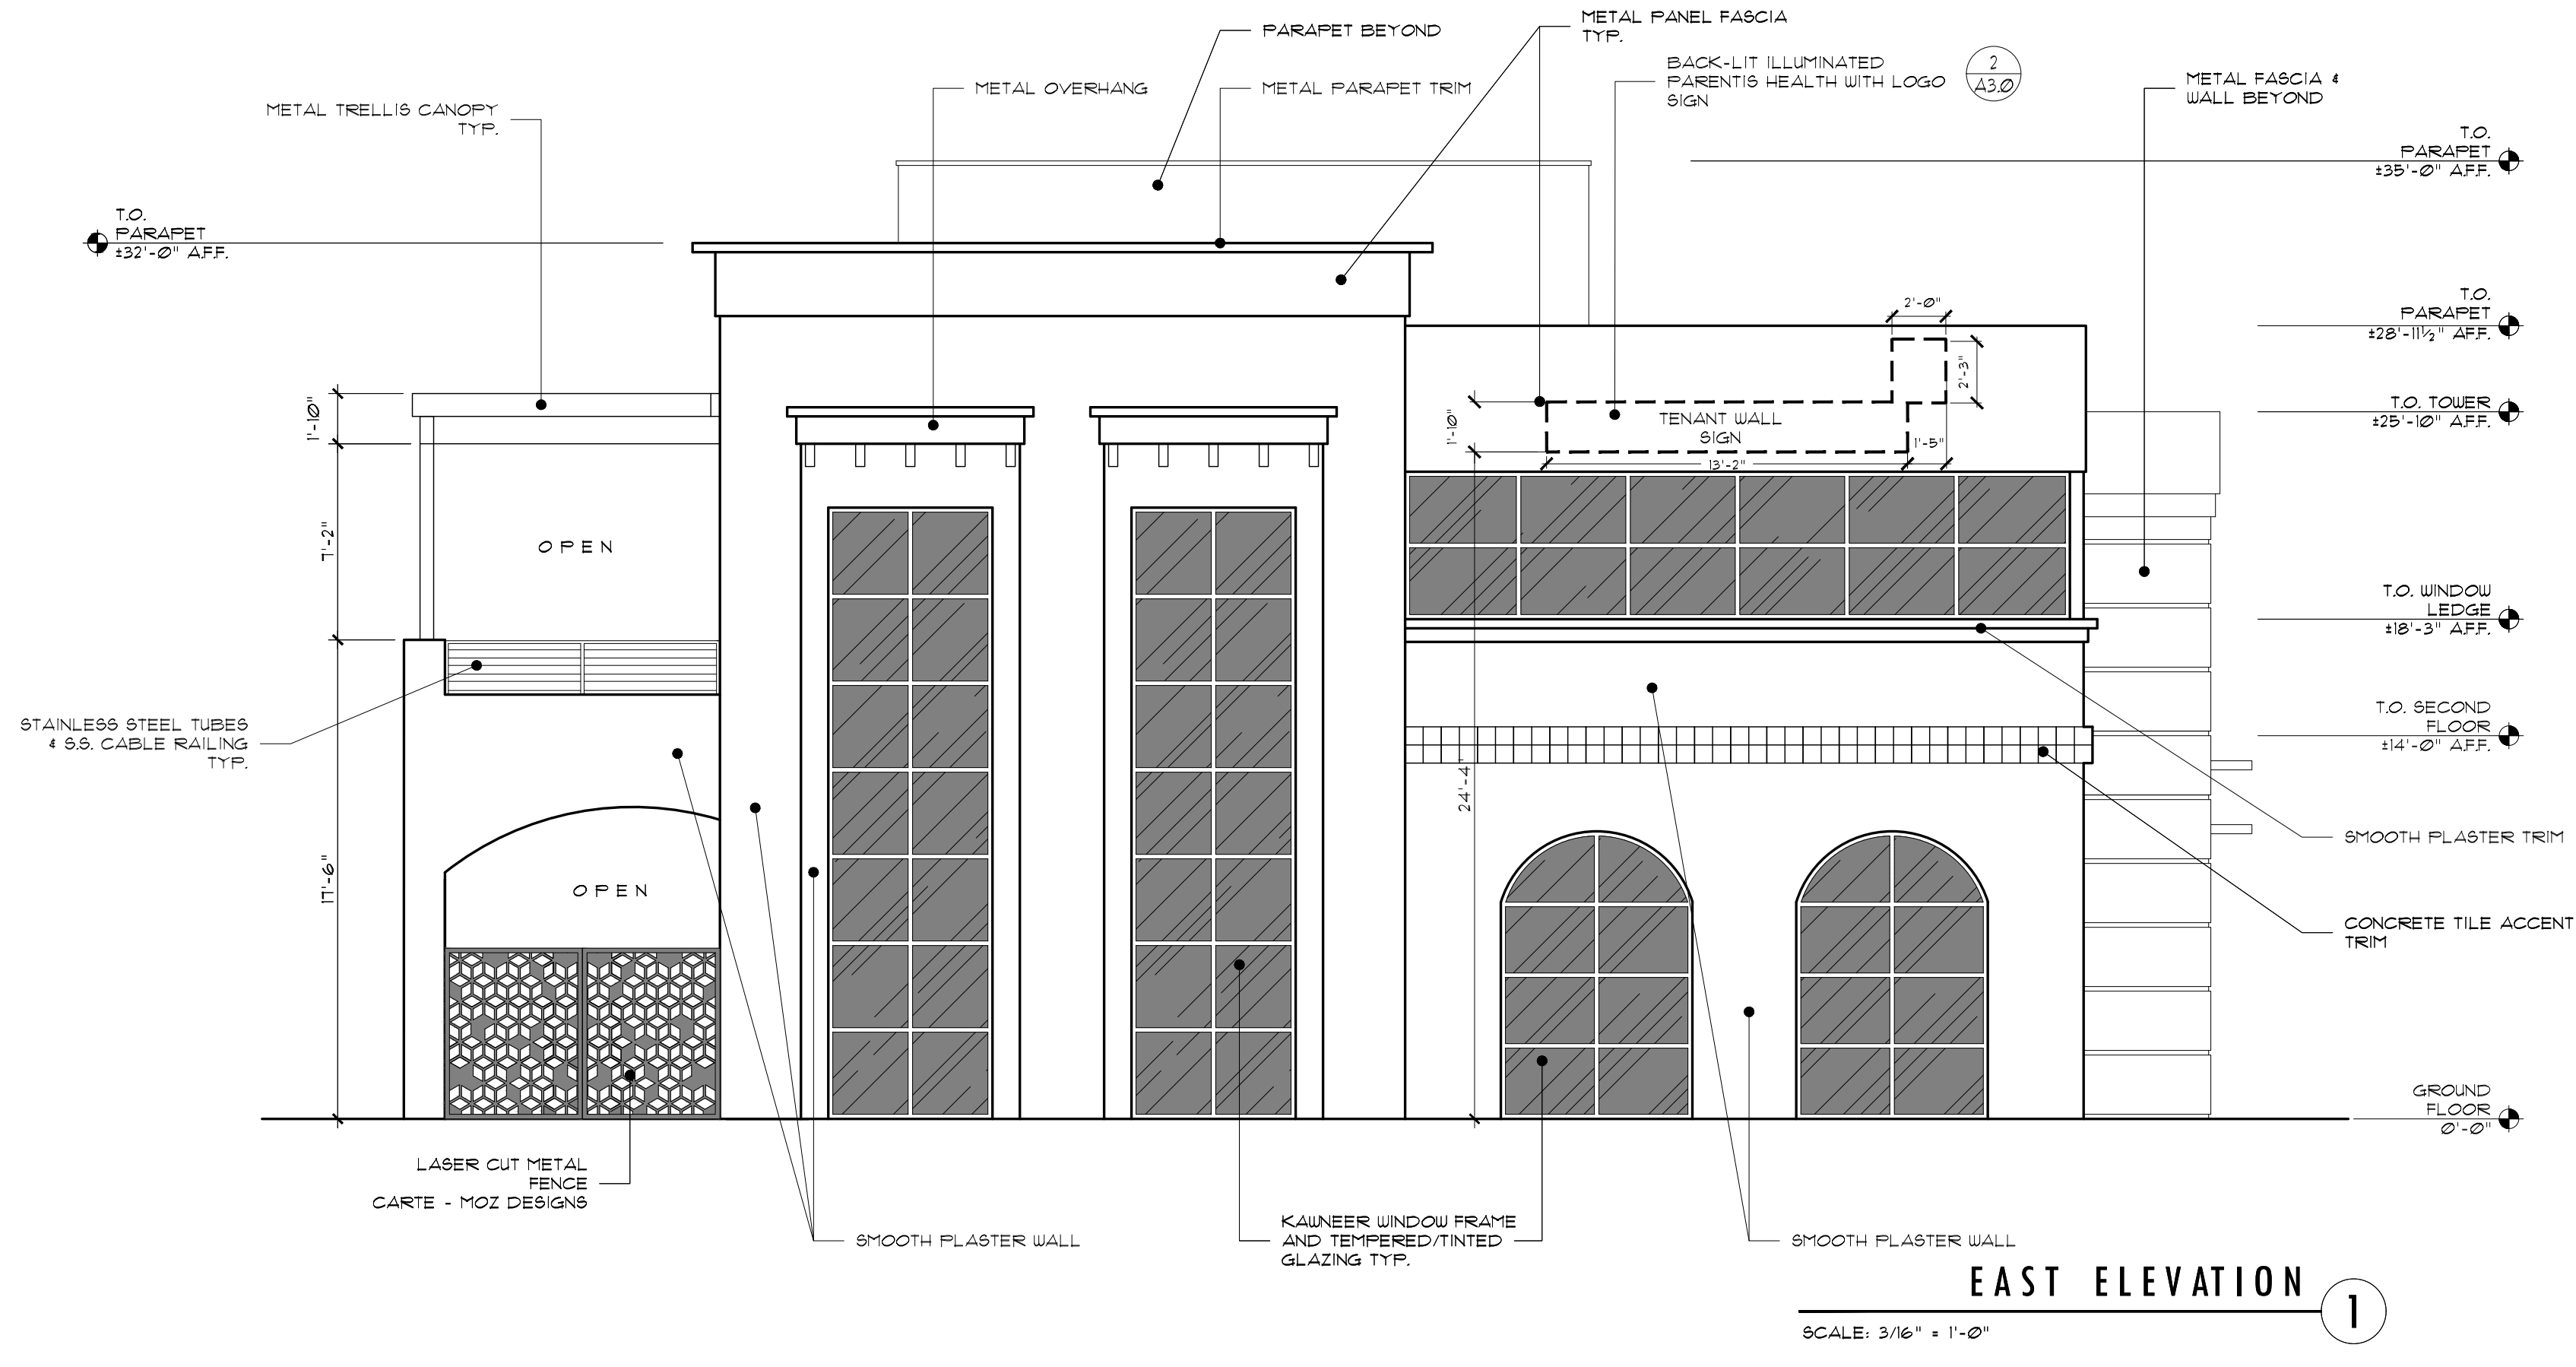 PARAPET BEYOND
METAL PANEL FASCIA
TYP.
BACK-LIT ILLUMINATED
PARENTIS HEALTH WITH LOGO
SIGN
2
A3.0
METAL FASCIA &
WALL BEYOND
METAL OVERHANG
METAL PARAPET TRIM
METAL TRELLIS CANOPY
TYP.
T.O.
PARAPET
±35'-0" A.F.F.
T.O.
PARAPET
±32'-0" A.F.F.
T.O.
PARAPET
±28'-11½" A.F.F.
2'-0"
2'-3"
1'-10"
TENANT WALL
SIGN
1'-5"
13'-2"
T.O. TOWER
±25'-10" A.F.F.
1'-10"
7'-2"
OPEN
T.O. WINDOW
LEDGE
±18'-3" A.F.F.
STAINLESS STEEL TUBES
& S.S. CABLE RAILING
TYP.
T.O. SECOND
FLOOR
±14'-0" A.F.F.
24'-4"
SMOOTH PLASTER TRIM
17'-6"
OPEN
CONCRETE TILE ACCENT
TRIM
GROUND
FLOOR
0'-0"
LASER CUT METAL
FENCE
CARTE - MOZ DESIGNS
SMOOTH PLASTER WALL
KAWNEER WINDOW FRAME
AND TEMPERED/TINTED
GLAZING TYP.
SMOOTH PLASTER WALL
EAST ELEVATION
1
SCALE: 3/16" = 1'-0"